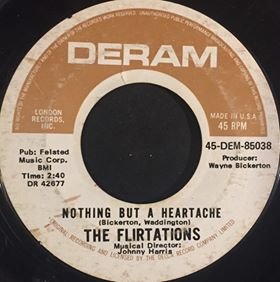 DERAM
LONDON
RECORDS,
INC.
MADE IN U.S.A
45 RPM
45-DEM-85038
Pub: Felsted
Music Corp.
BMI
Time: 2:40
DR 42677
Producer:
Wayne Bickerton
NOTHING BUT A HEARTACHE
(Bickerton, Waddington)
THE FLIRTATIONS
Musical Director:
Johnny Harris